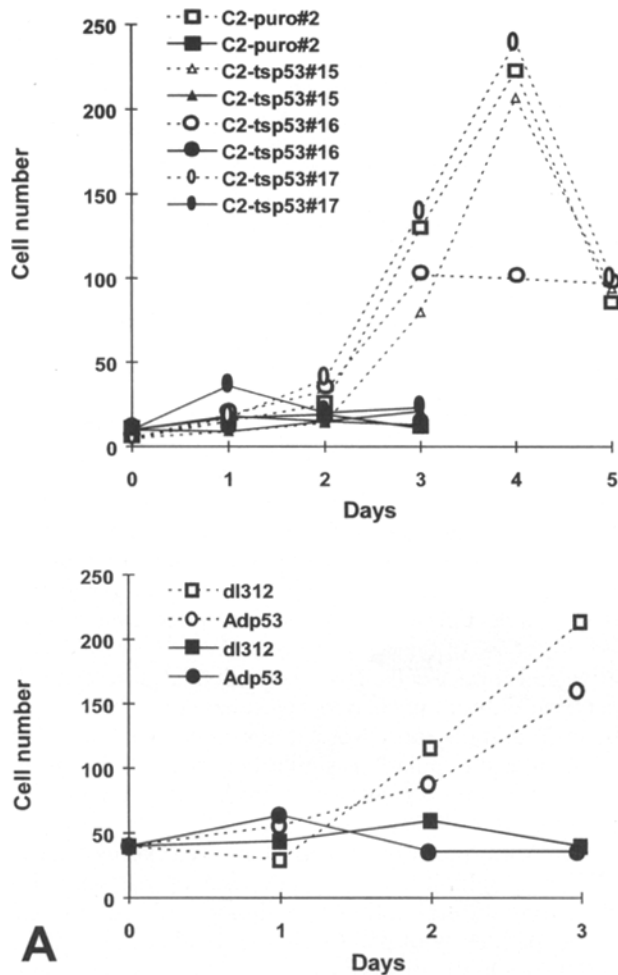 250
200
150
100
50
0
Cell number
C2-puro#2
C2-puro#2
C2-tsp53#15
C2-tsp53#15
C2-tsp53#16
C2-tsp53#16
C2-tsp53#17
C2-tsp53#17
0 1 2 3 4 5
Days
250
200
150
100
50
0
Cell number
dl312
Adp53
dl312
Adp53
0 1 2 3
Days
A